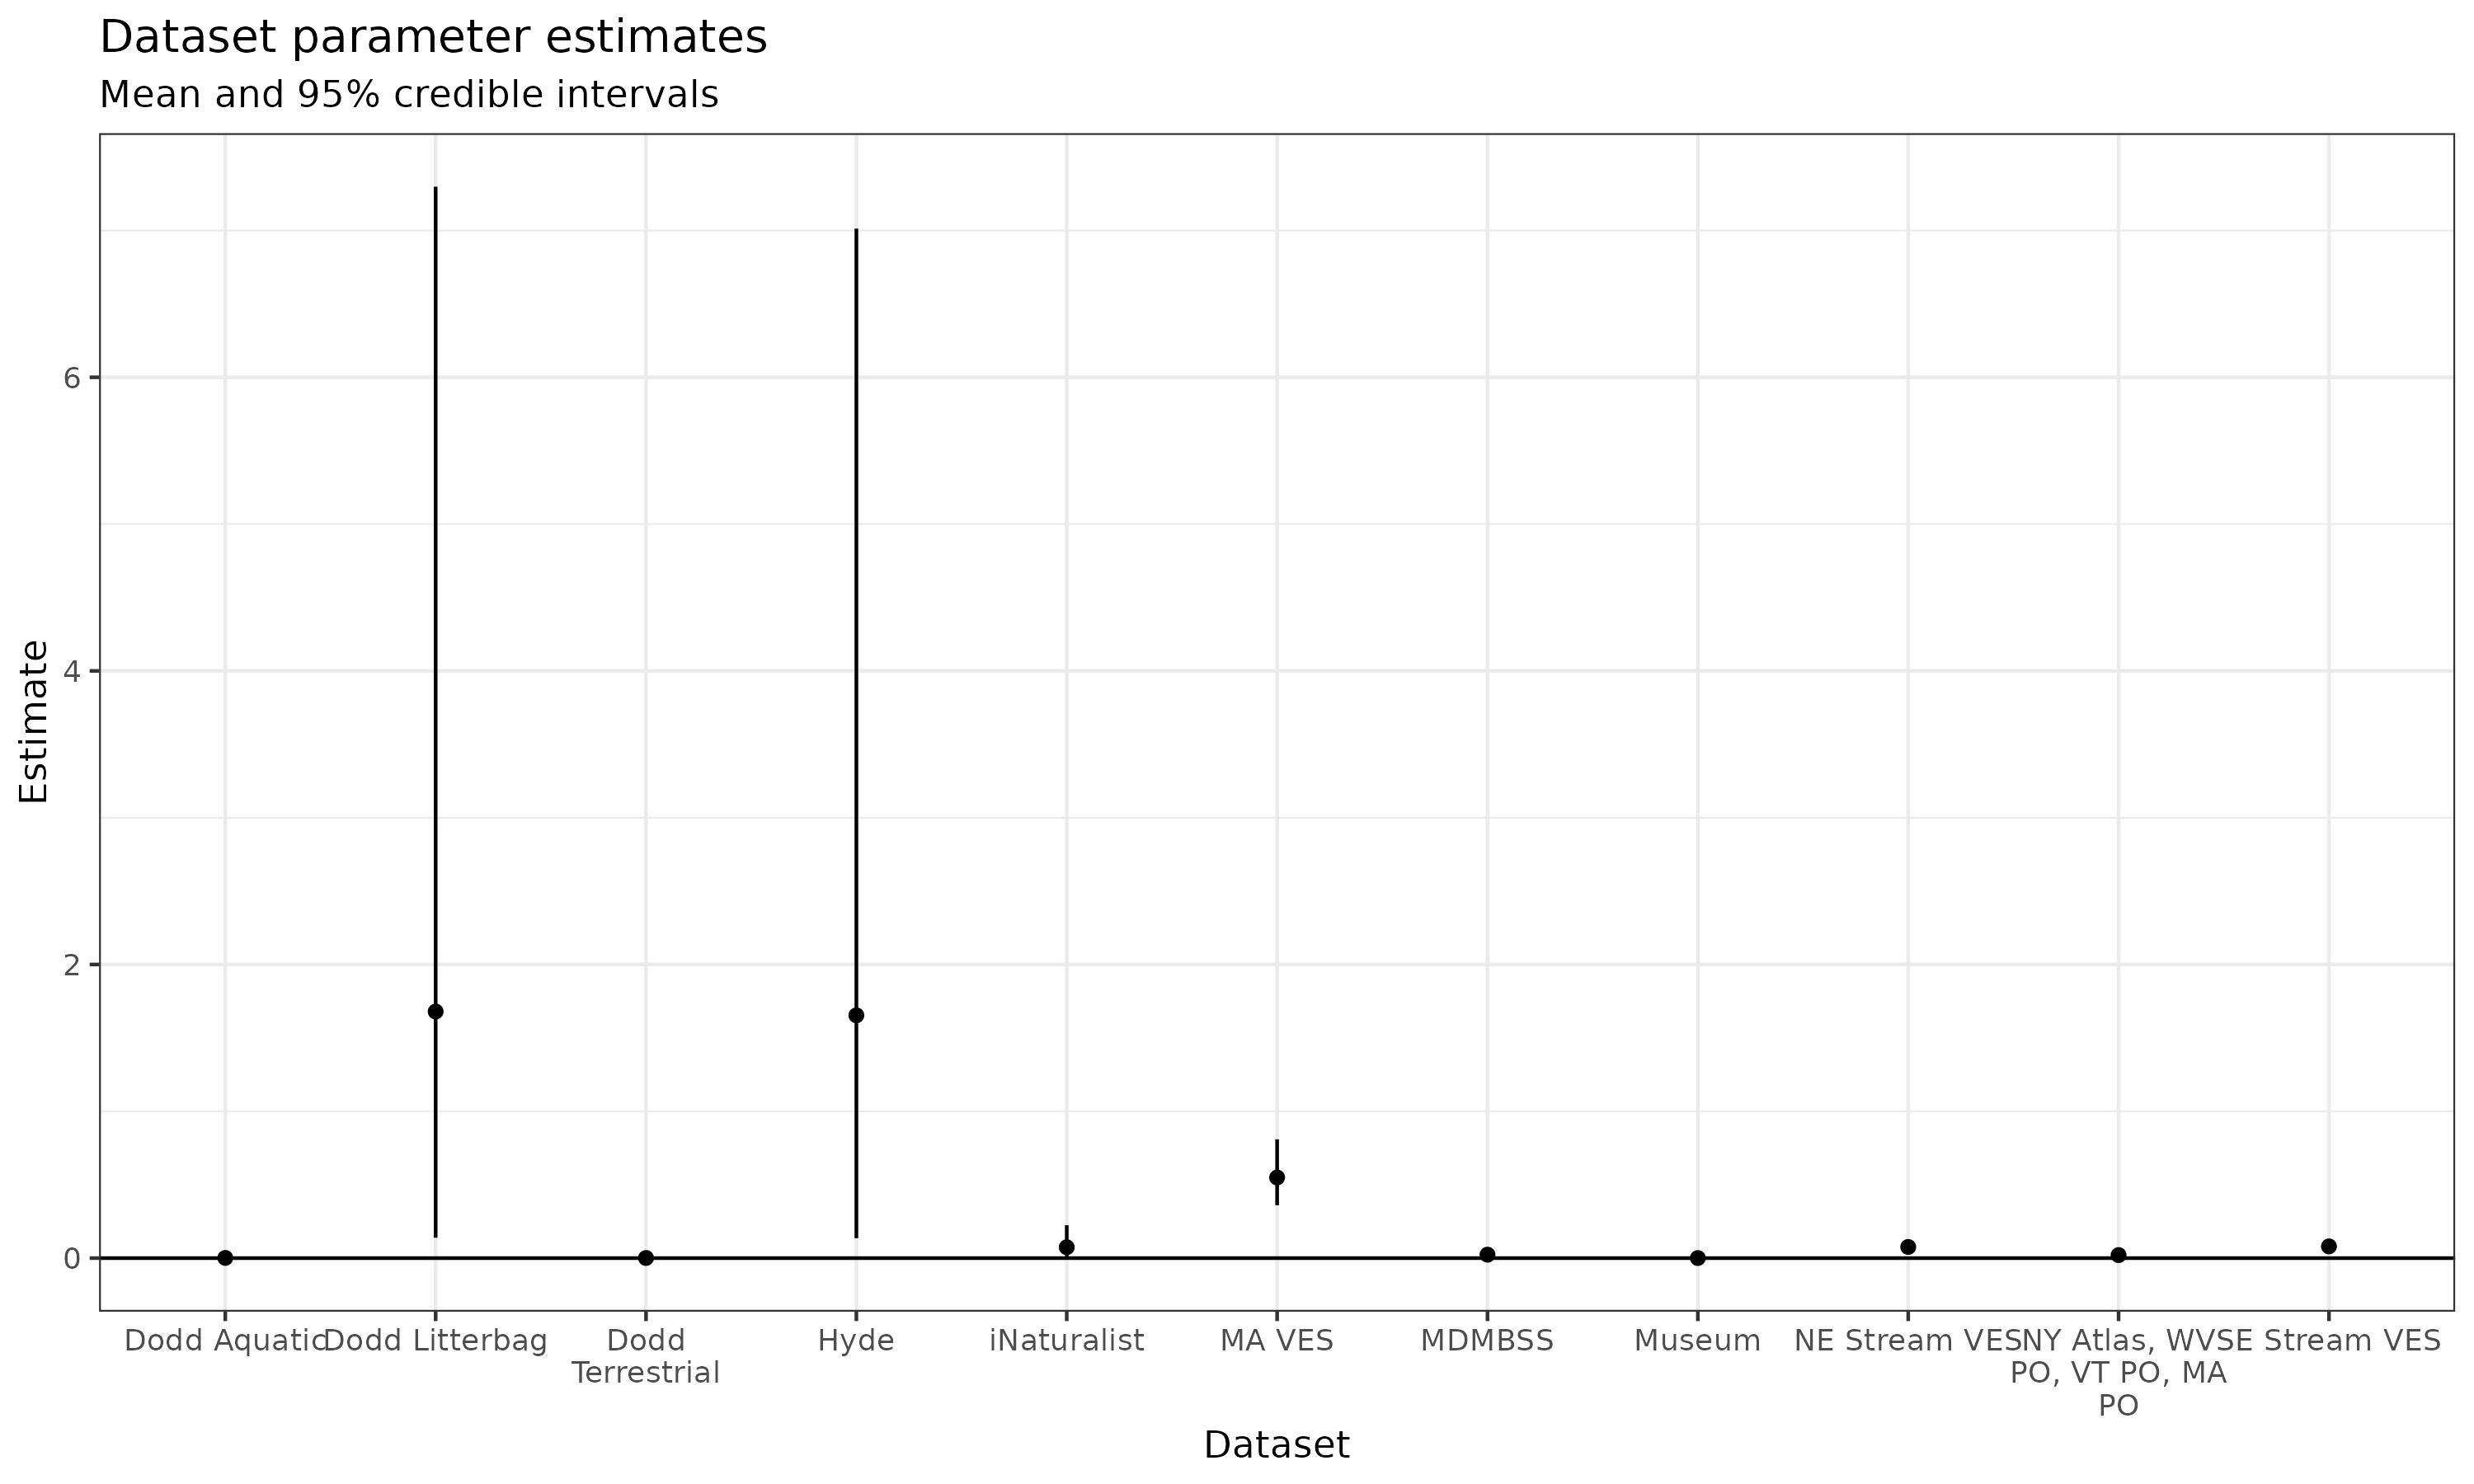 Dataset parameter estimates
Mean and 95% credible intervals
Estimate
6
4
2
0
Dodd Aquatic
Dodd Litterbag
Dodd
Terrestrial
Hyde
iNaturalist
MA VES
MDMBSS
Museum
NE Stream VES
NY Atlas, WVSE
PO, VT PO, MA
PO
Stream VES
Dataset